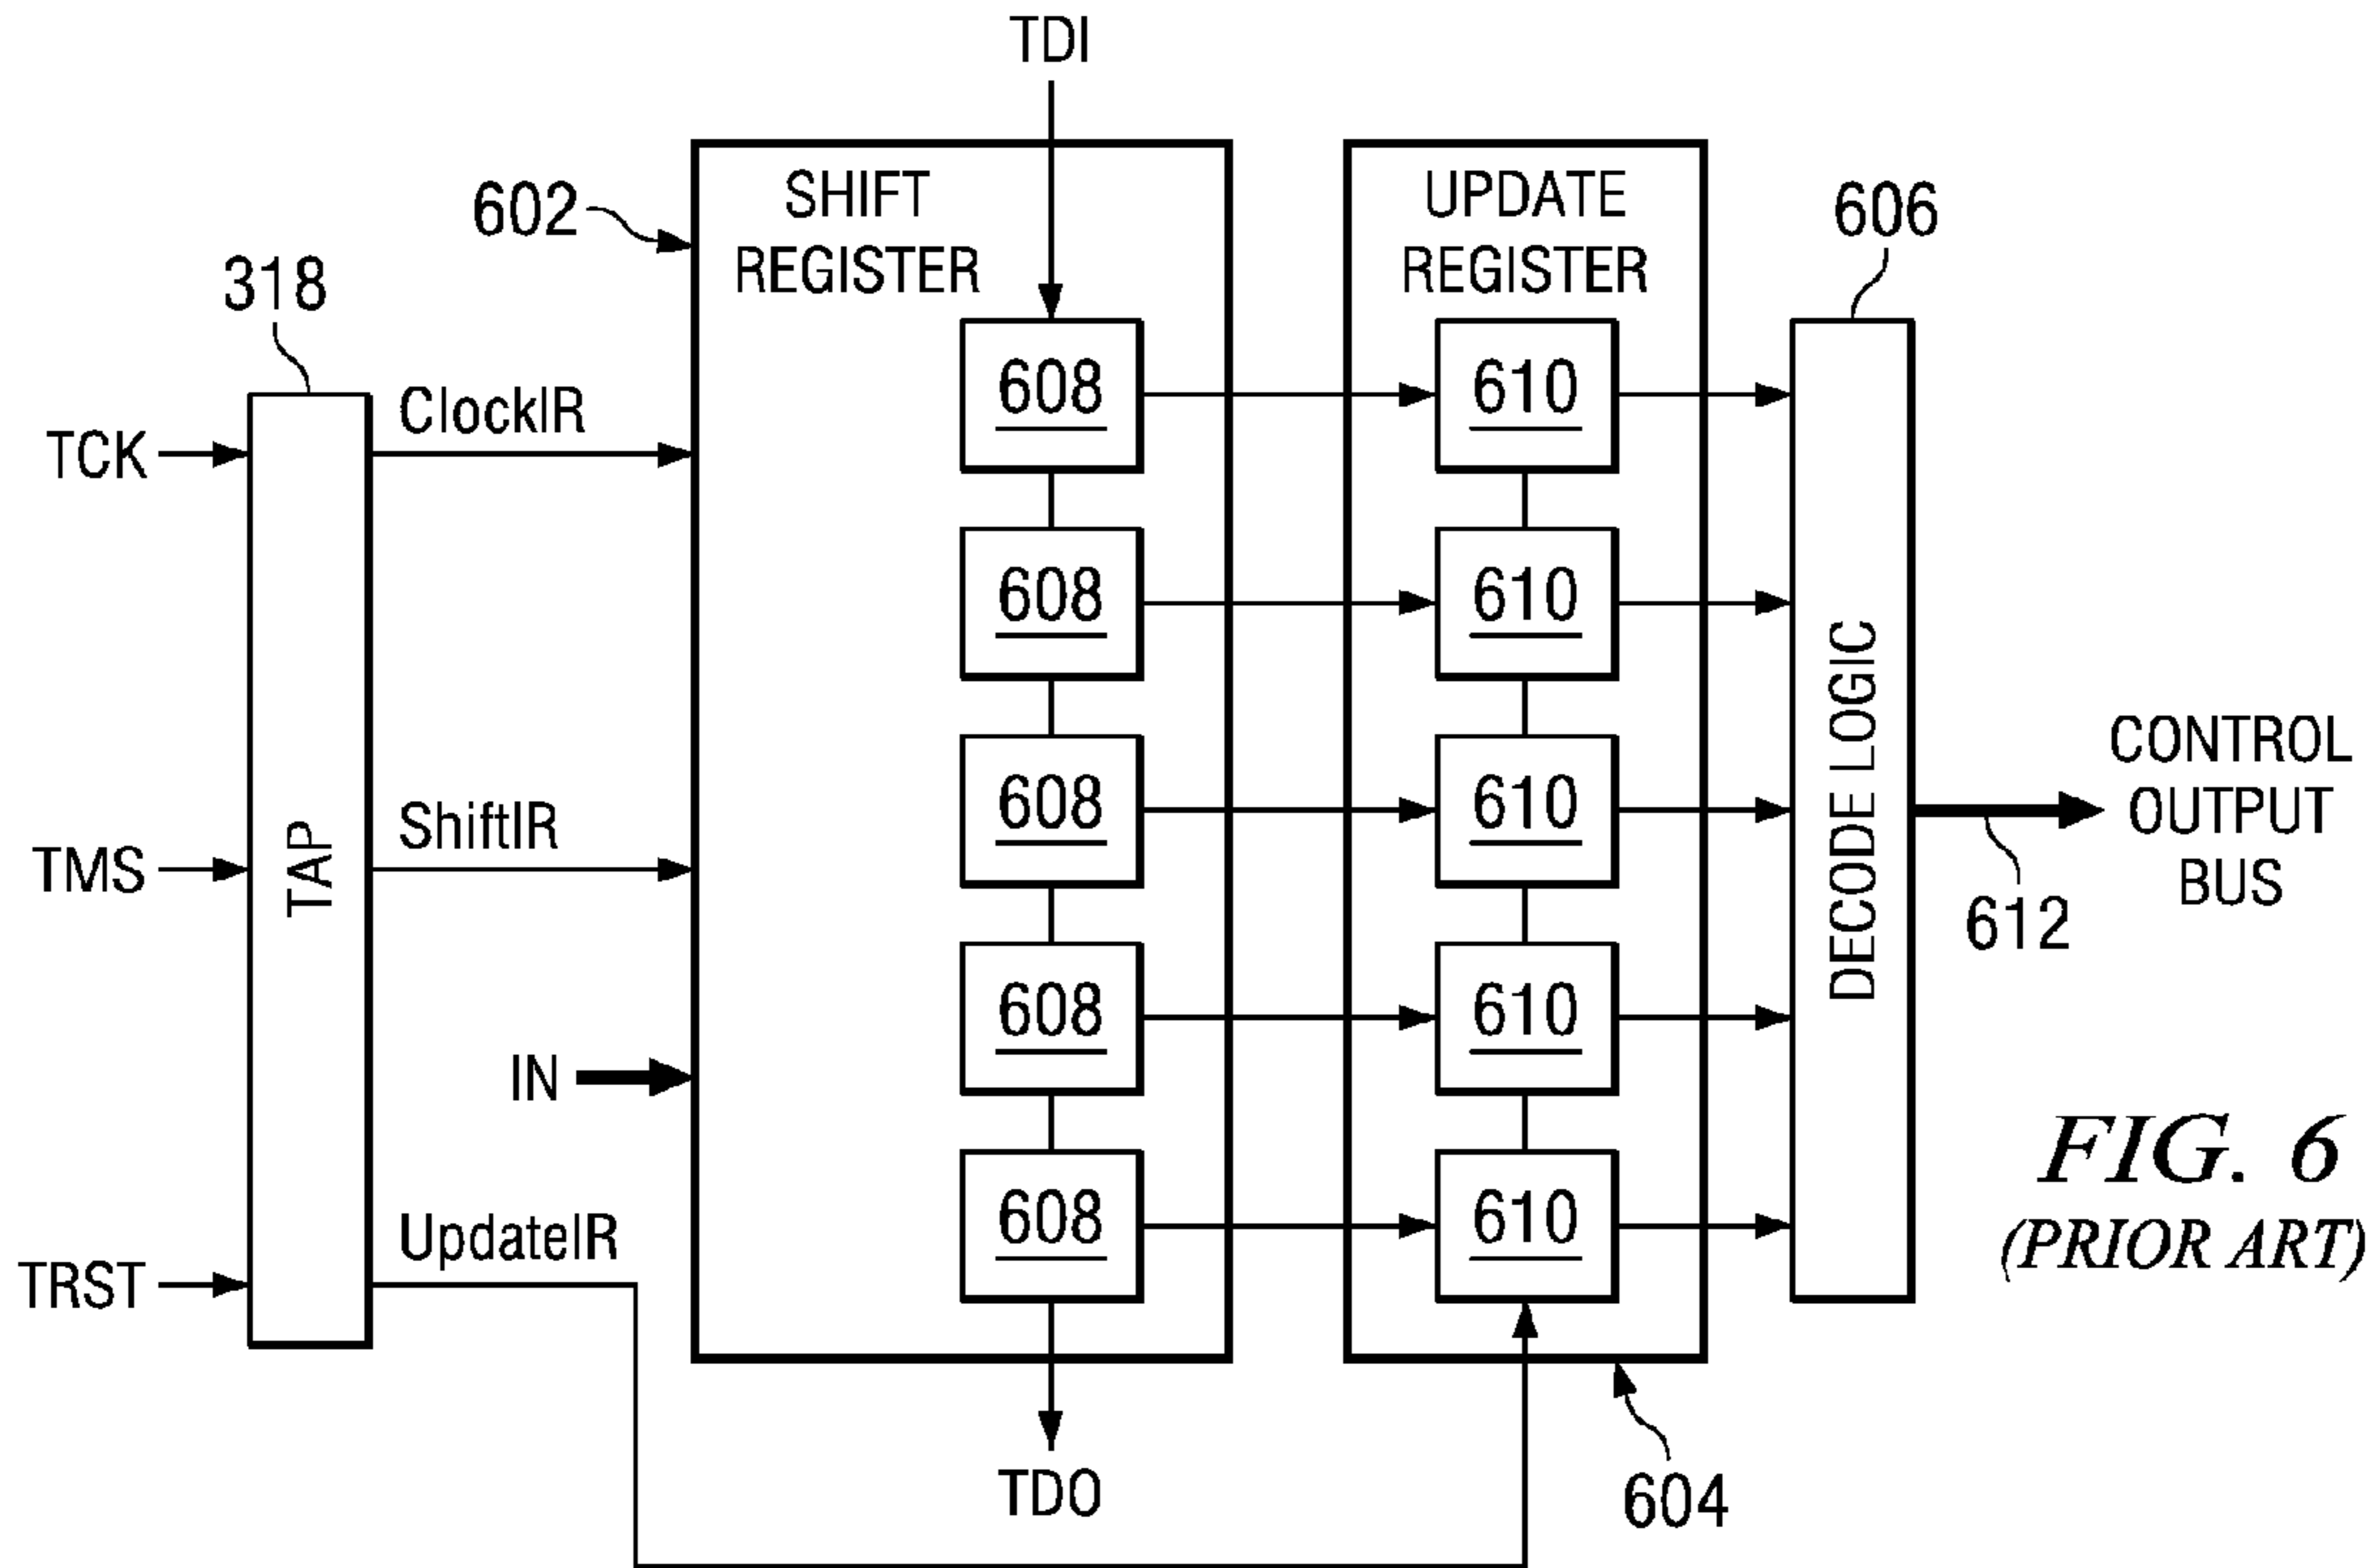 TDI
602
SHIFT
REGISTER
UPDATE
REGISTER
606
318
TCK
ClockIR
608
610
608
610
TMS
TAP
ShiftIR
608
610
DECODE LOGIC
CONTROL
OUTPUT
BUS
612
IN
608
610
TRST
UpdateIR
608
610
TDO
604
FIG. 6
(PRIOR ART)